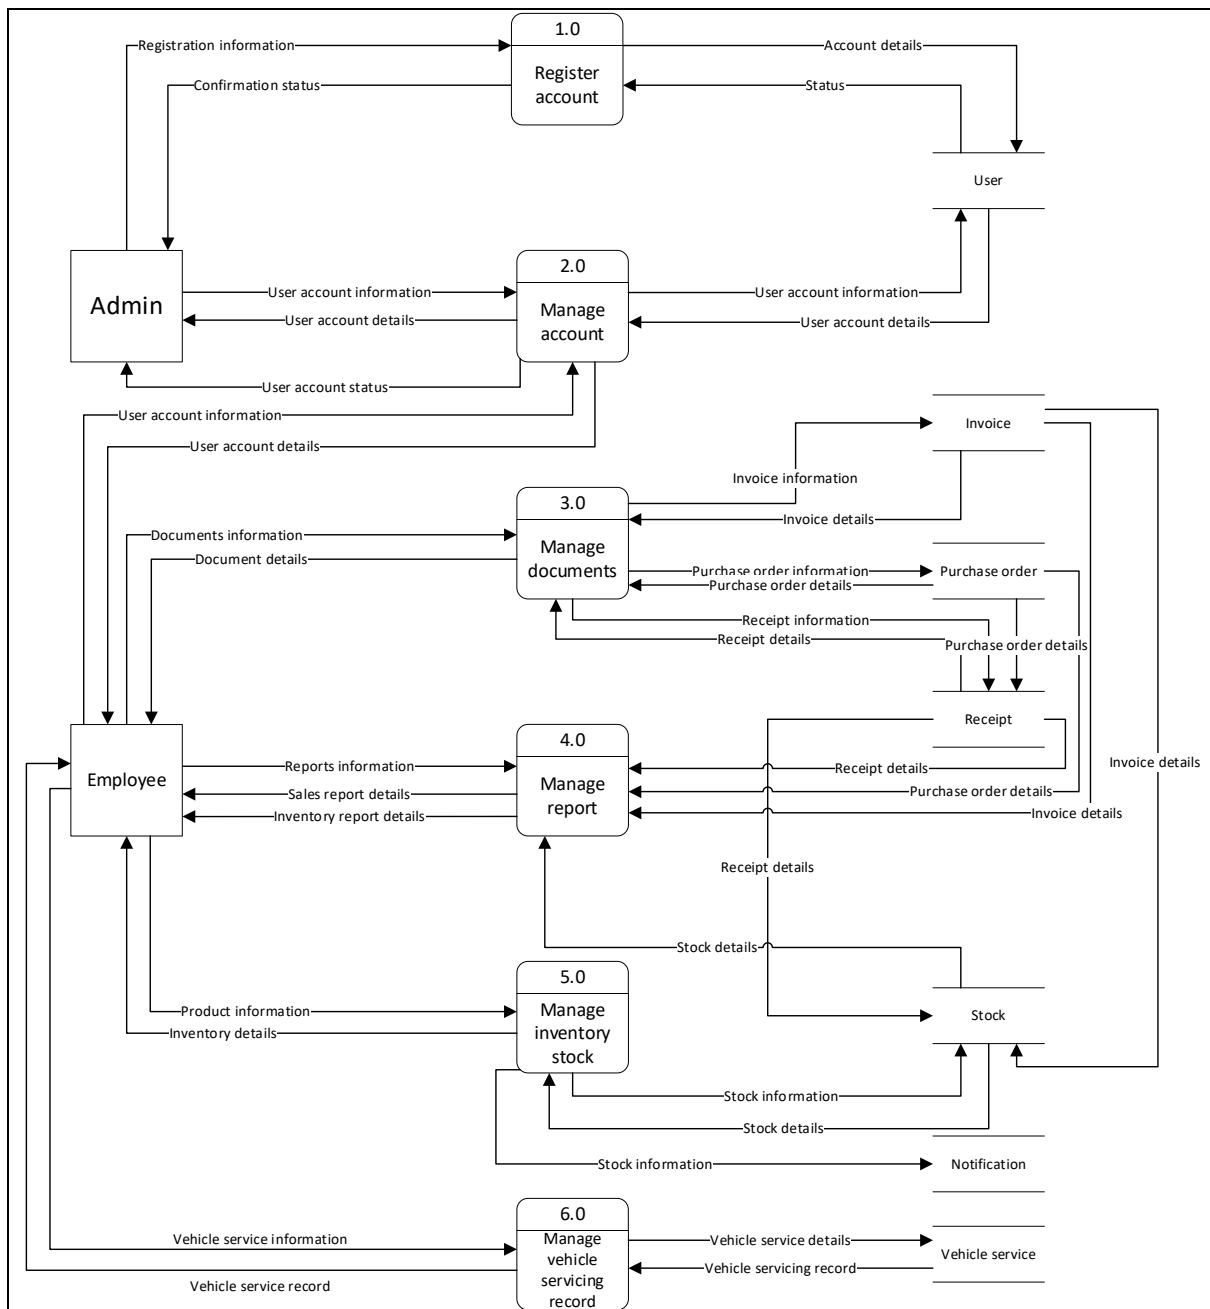 1.0
Registration information
Account details
Register
account
Confirmation status
Status
User
2.0
Admin
User account information
User account information
Manage
account
User account details
User account details
User account status
User account information
Invoice
User account details
Invoice information
3.0
Invoice details
Documents information
Manage
documents
Document details
Purchase order information
Purchase order
Purchase order details
Receipt information
Receipt details
Purchase order details
Receipt
4.0
Employee
Reports information
Manage
report
Receipt details
Invoice details
Sales report details
Purchase order details
Inventory report details
Invoice details
Receipt details
Stock details
5.0
Product information
Manage
inventory
stock
Stock
Inventory details
Stock information
Stock details
Stock information
Notification
6.0
Vehicle service information
Manage
vehicle
servicing
record
Vehicle service details
Vehicle service
Vehicle servicing record
Vehicle service record